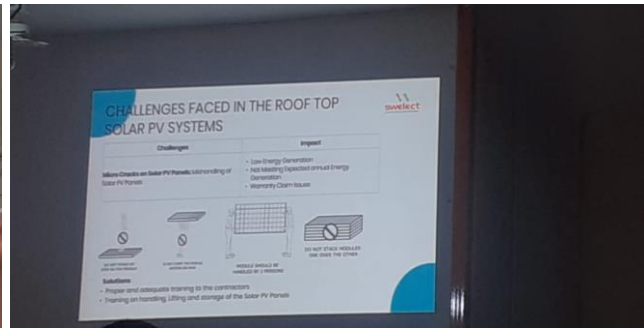 CHALLENGES FACED IN THE ROOF TOP
SOLAR PV SYSTEMS
swelect
Challenges
Impact
Micro Cracks on Solar PV Panels: Mishandling of
Solar PV Panels
• Low Energy Generation
• Not Meeting Expected Annual Energy
Generation
• Warranty Claim Issues
MODULE SHOULD BE
HANDLED BY 2 PERSONS
DO NOT STACK MODULES
ONE OVER THE OTHER.
Solutions
• Proper and adequate training to the contractors
• Training on handling, Lifting and storage of the Solar PV Panels